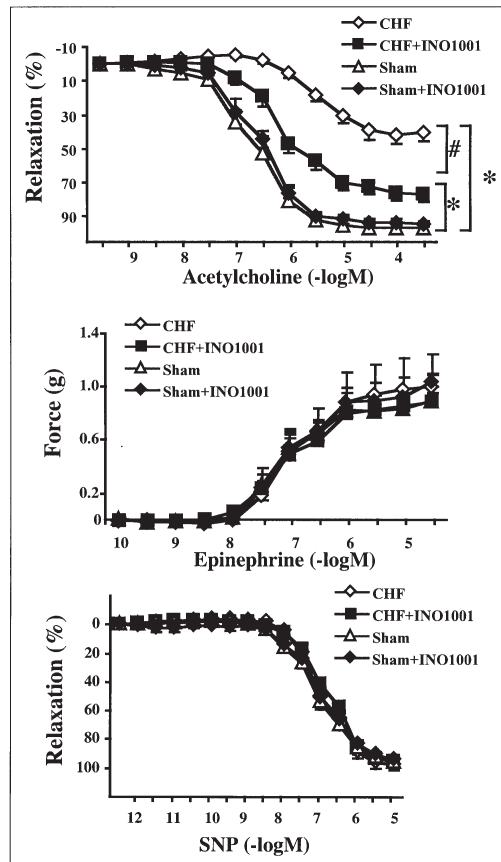 CHF
CHF+INO1001
Sham
Sham+INO1001
Relaxation (%)
-10
10
30
50
70
90
#
*
*
9 8 7 6 5 4
Acetylcholine (-logM)
CHF
CHF+INO1001
Sham
Sham+INO1001
Force (g)
1.4
1.0
0.6
0.2
0
10 9 8 7 6 5
Epinephrine (-logM)
CHF
CHF+INO1001
Sham
Sham+INO1001
Relaxation (%)
0
20
40
60
80
100
12 11 10 9 8 7 6 5
SNP (-logM)